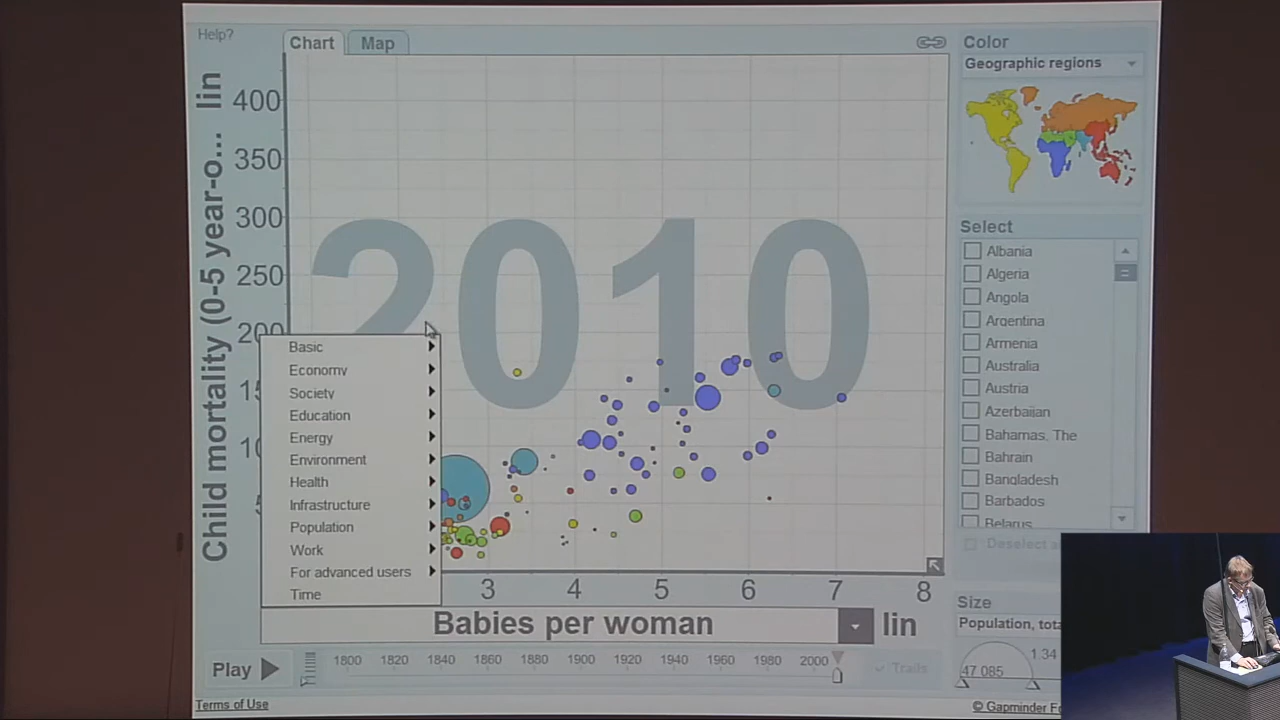 Help?
Chart
Map
Color
Geographic regions
Child mortality (0-5 year-o... lin
400
350
300
250
200
2010
Select
Albania
Algeria
Angola
Argentina
Armenia
Australia
Austria
Azerbaijan
Bahamas, The
Bahrain
Bangladesh
Barbados
Belarus
Basic
Economy
Society
Education
Energy
Environment
Health
Infrastructure
Population
Work
For advanced users
Time
3 4 5 6 7 8
Babies per woman
lin
Play
1800 1820 1840 1860 1880 1900 1920 1940 1960 1980 2000
Trails
Deselect
Size
Population,
1.34
47 085
Terms of Use
© Gapminder